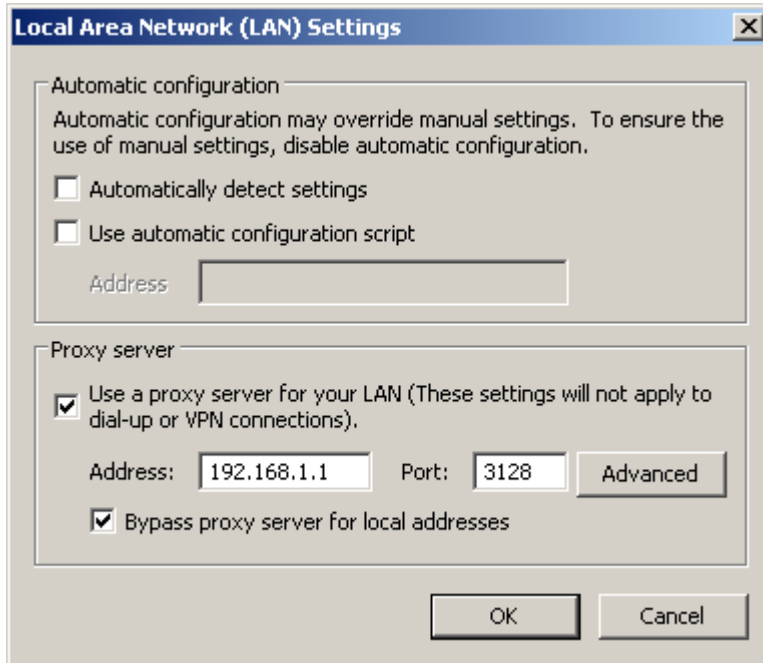 Local Area Network (LAN) Settings
Automatic configuration
Automatic configuration may override manual settings.  To ensure the
use of manual settings, disable automatic configuration.
Automatically detect settings
Use automatic configuration script
Address
Proxy server
Use a proxy server for your LAN (These settings will not apply to
dial-up or VPN connections).
Address: 192.168.1.1 Port: 3128 Advanced
Bypass proxy server for local addresses
OK Cancel